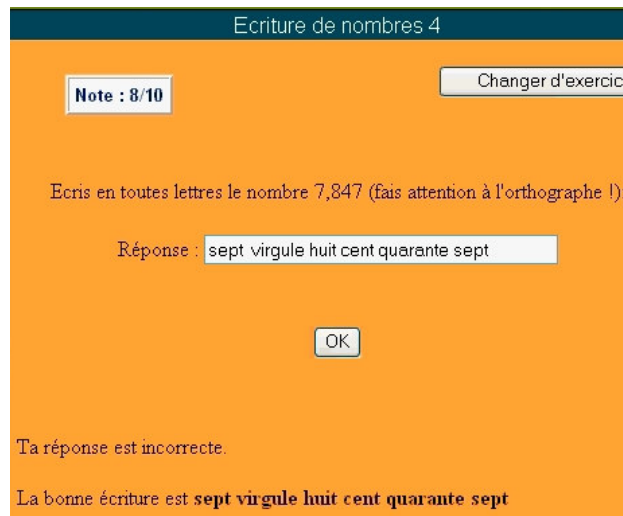 Ecriture de nombres 4
Changer d'exercic
Note : 8/10
Ecris en toutes lettres le nombre 7,847 (fais attention à l'orthographe !)
Réponse : sept virgule huit cent quarante sept
OK
Ta réponse est incorrecte.
La bonne écriture est sept virgule huit cent quarante sept